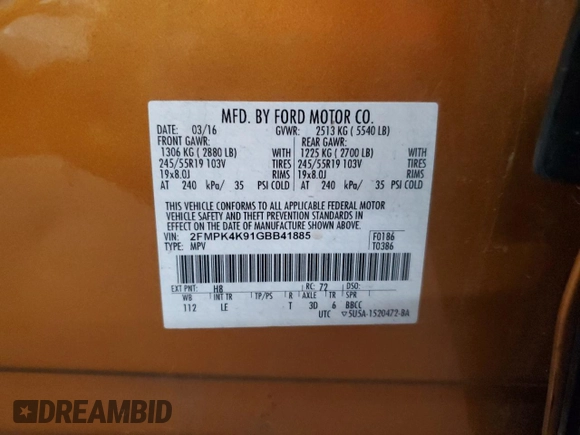 MFD. BY FORD MOTOR CO.
DATE: 03/16 GVWR: 2513 KG ( 5540 LB)
FRONT GAWR: REAR GAWR:
1306 KG ( 2880 LB) WITH 1225 KG ( 2700 LB) WITH
245/55R19 103V TIRES 245/55R19 103V TIRES
19x8.0J RIMS 19x8.0J RIMS
AT 240 kPa/ 35 PSI COLD AT 240 kPa/ 35 PSI COLD
THIS VEHICLE CONFORMS TO ALL APPLICABLE FEDERAL MOTOR
VEHICLE SAFETY AND THEFT PREVENTION STANDARDS IN
EFFECT ON THE DATE OF MANUFACTURE SHOWN ABOVE.
VIN: 2FMPK4K91GBB41885 F0186
TYPE: MPV T0386
EXT PNT: H8 RC: 72 DSO:
WB INT TR TP/PS R AXLE TR SPR
112 LE T 3D 6 BBCC
UTC ▽5U5A-1520472-BA
DREAMBID